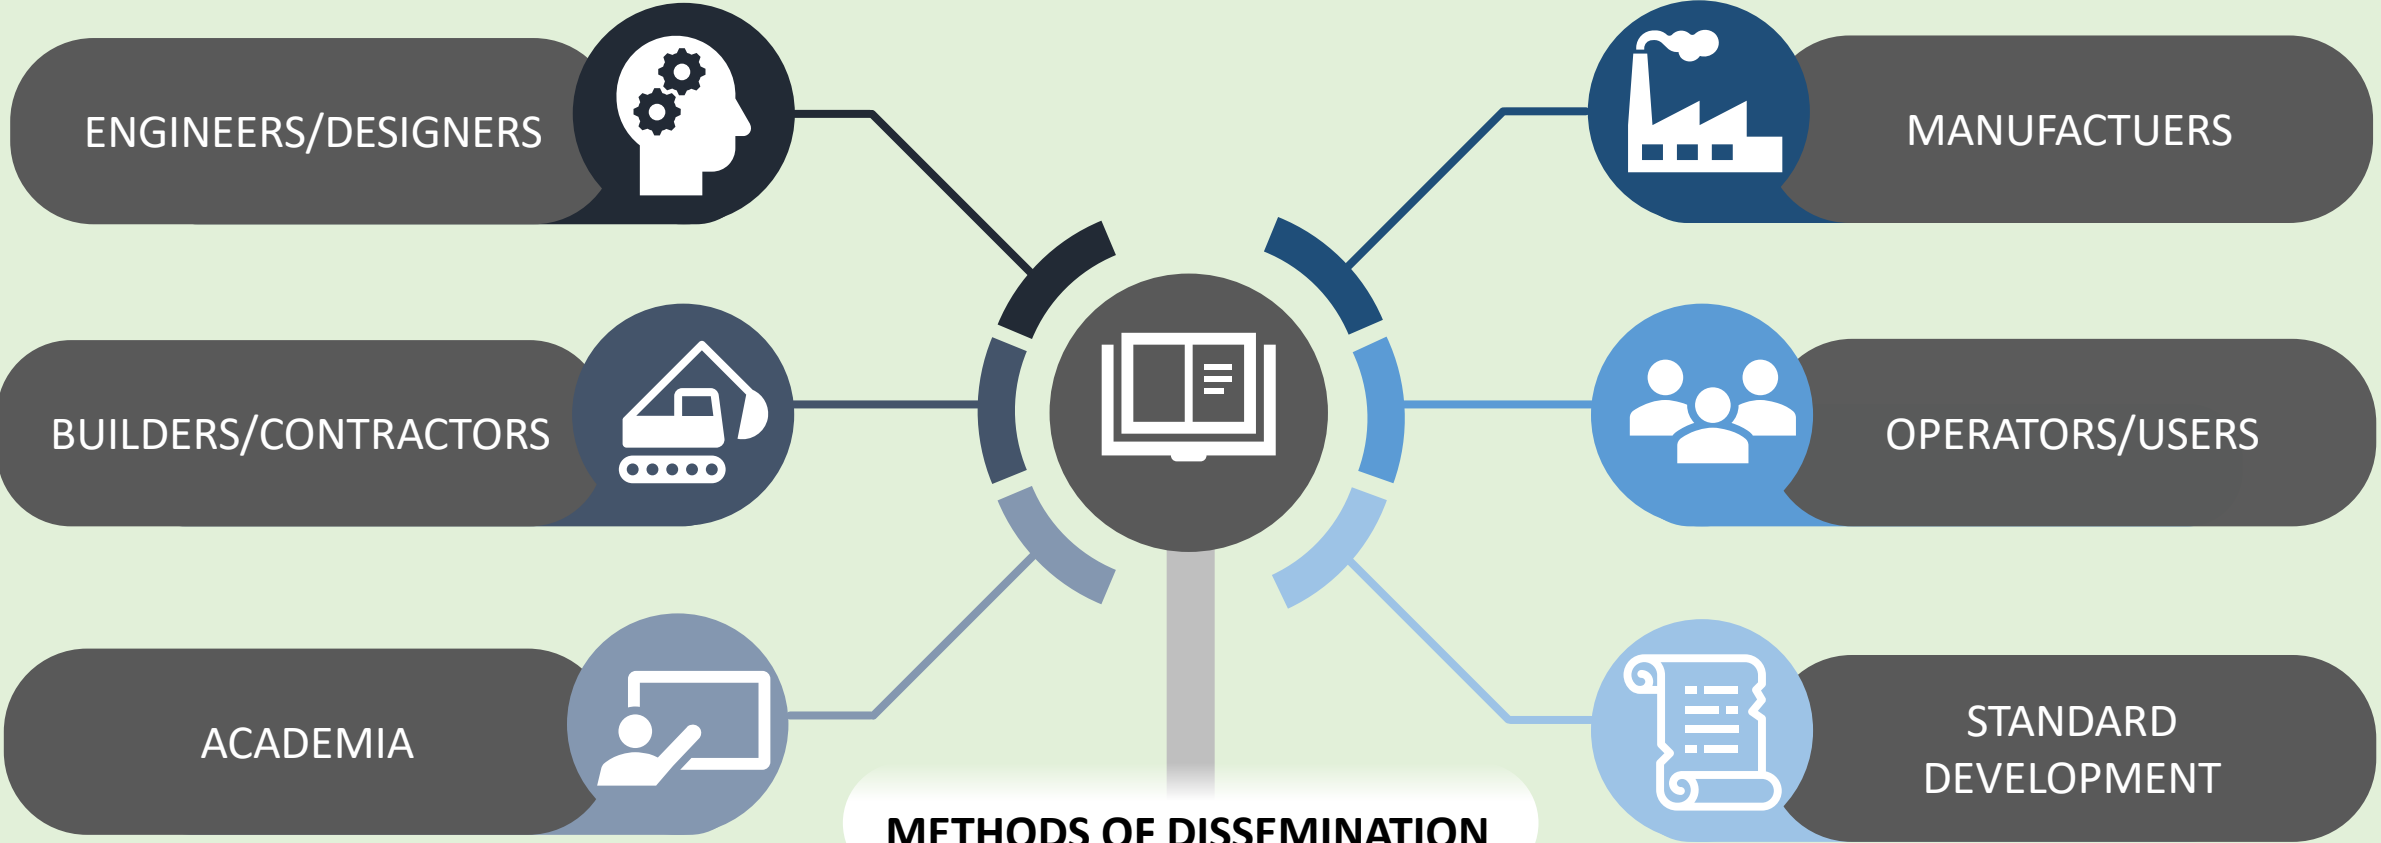 ENGINEERS/DESIGNERS
MANUFACTUERS
BUILDERS/CONTRACTORS
OPERATORS/USERS
ACADEMIA
STANDARD
DEVELOPMENT
METHODS OF DISSEMINATION